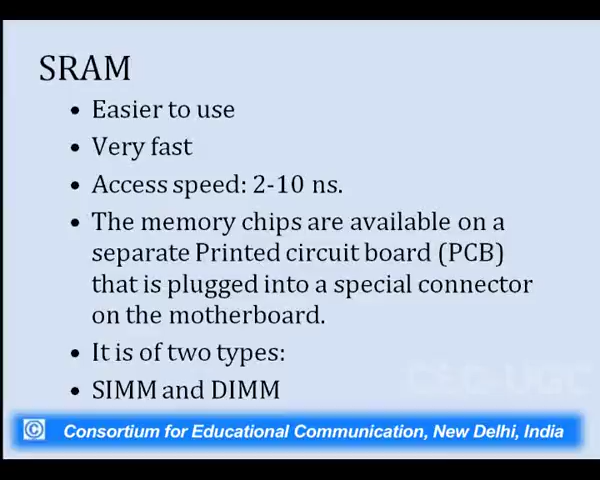 SRAM
• Easier to use
• Very fast
• Access speed: 2-10 ns.
• The memory chips are available on a
separate Printed circuit board (PCB)
that is plugged into a special connector
on the motherboard.
• It is of two types:
• SIMM and DIMM
CEC-UGC
© Consortium for Educational Communication, New Delhi, India